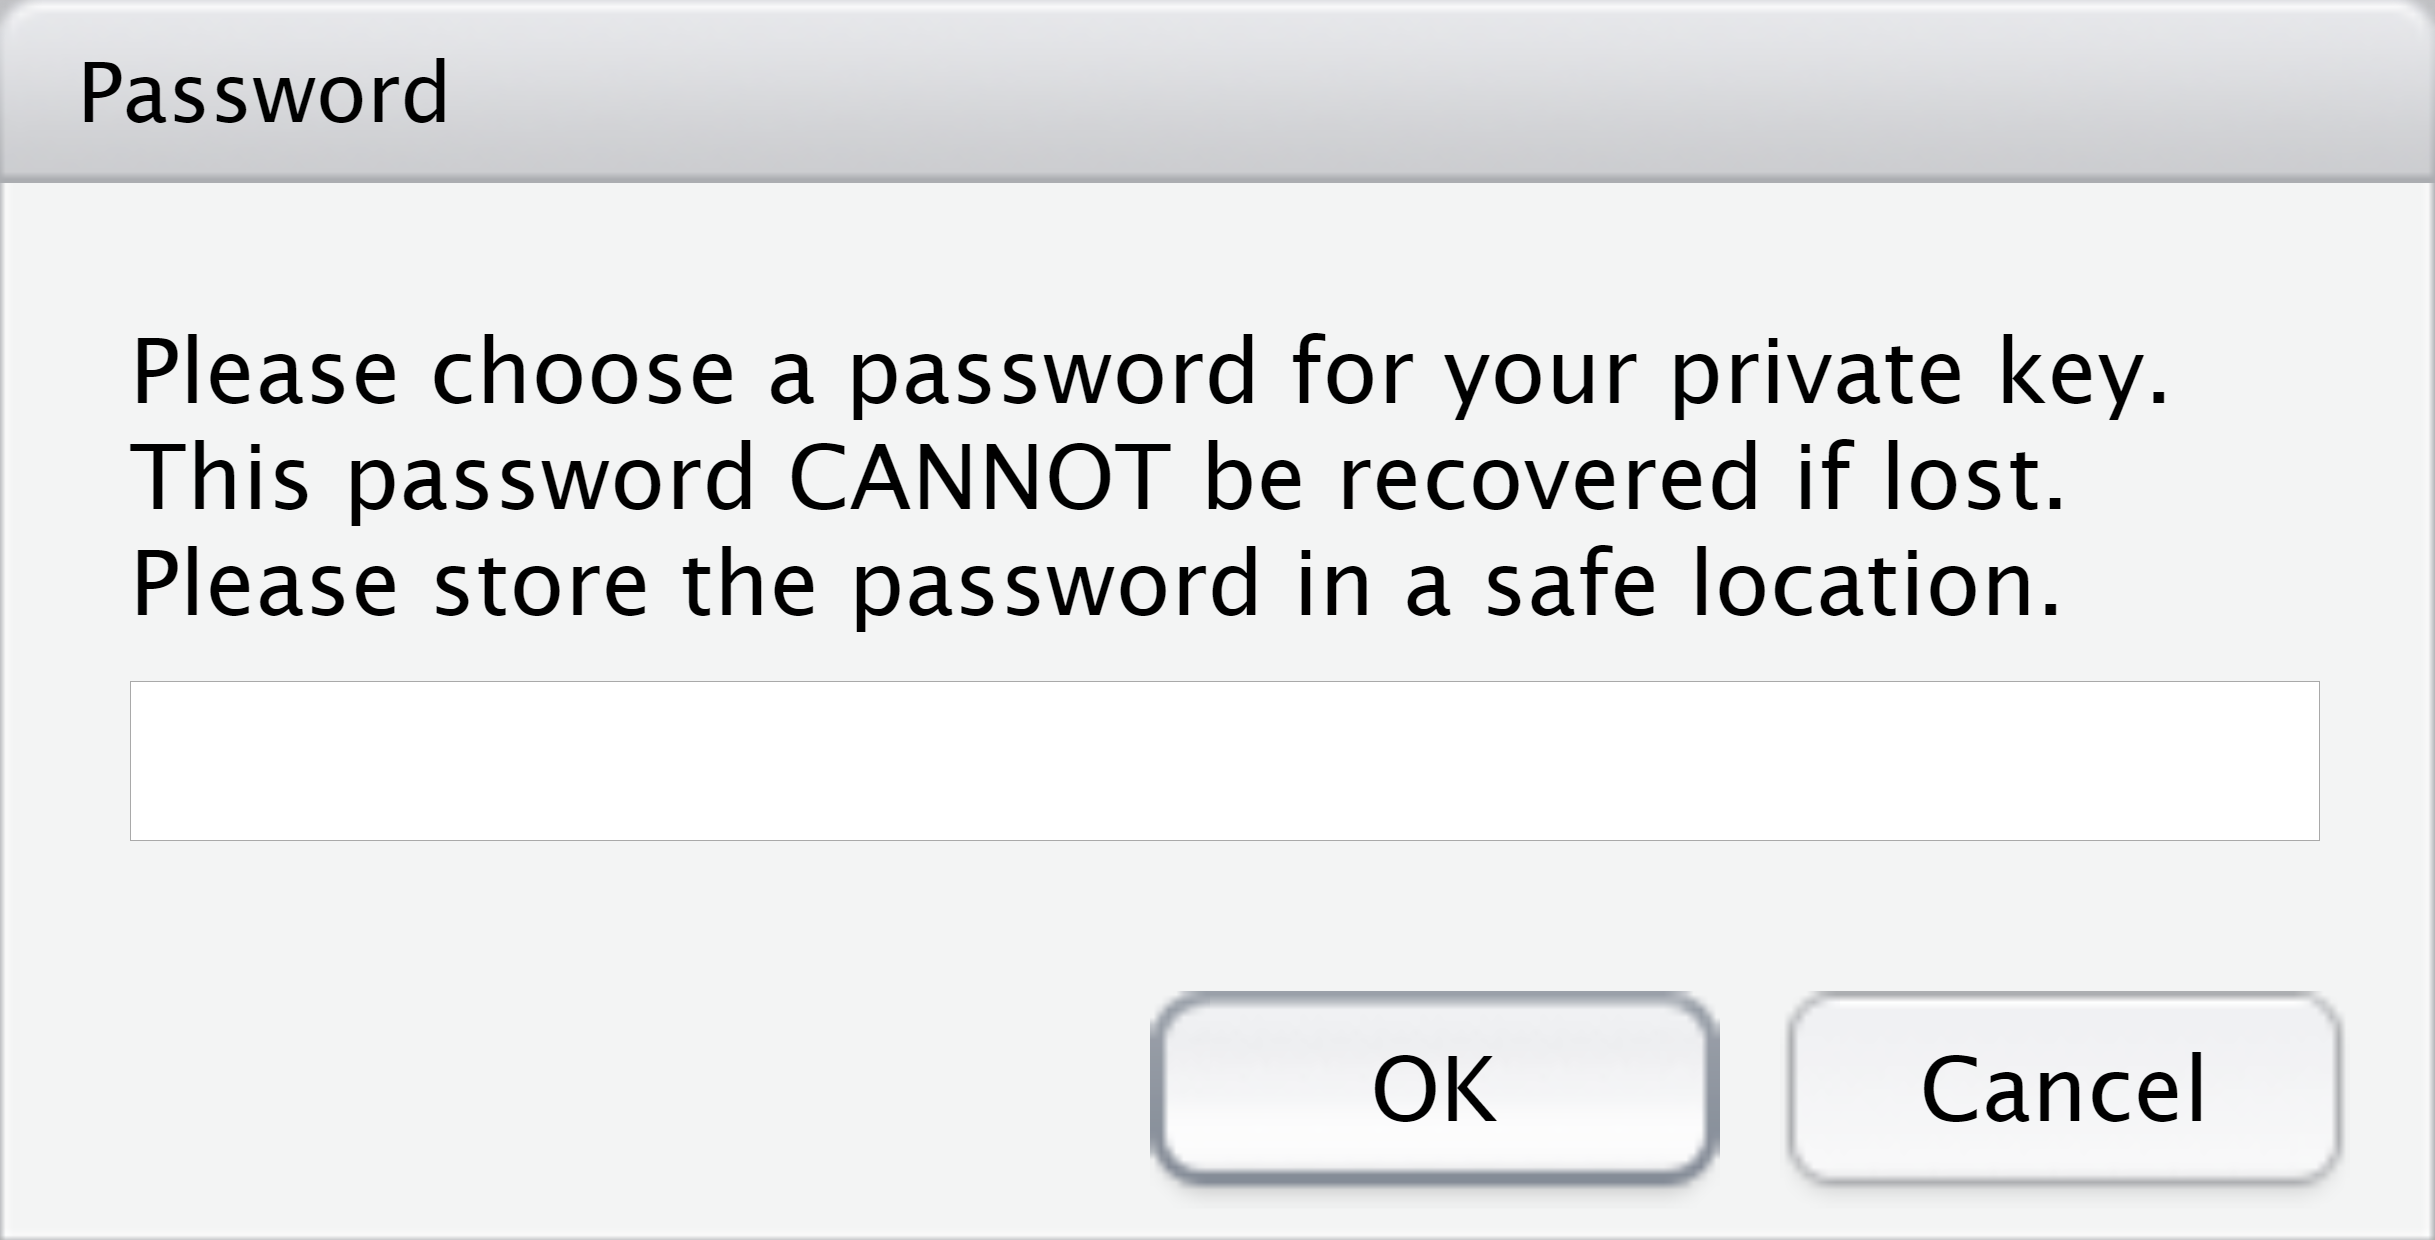 Password
Please choose a password for your private key.
This password CANNOT be recovered if lost.
Please store the password in a safe location.
OK Cancel